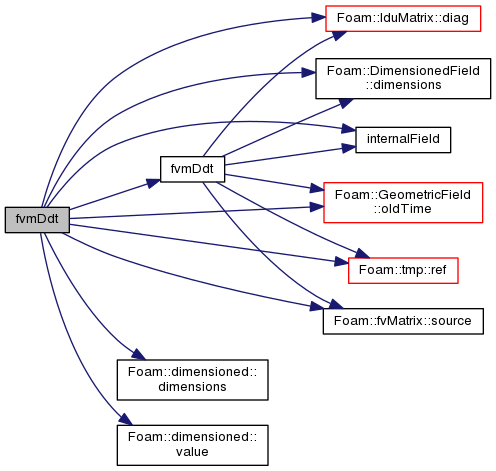 Foam::lduMatrix::diag
Foam::DimensionedField
::dimensions
internalField
fvmDdt
Foam::GeometricField
::oldTime
fvmDdt
Foam::tmp::ref
Foam::fvMatrix::source
Foam::dimensioned::
dimensions
Foam::dimensioned::
value